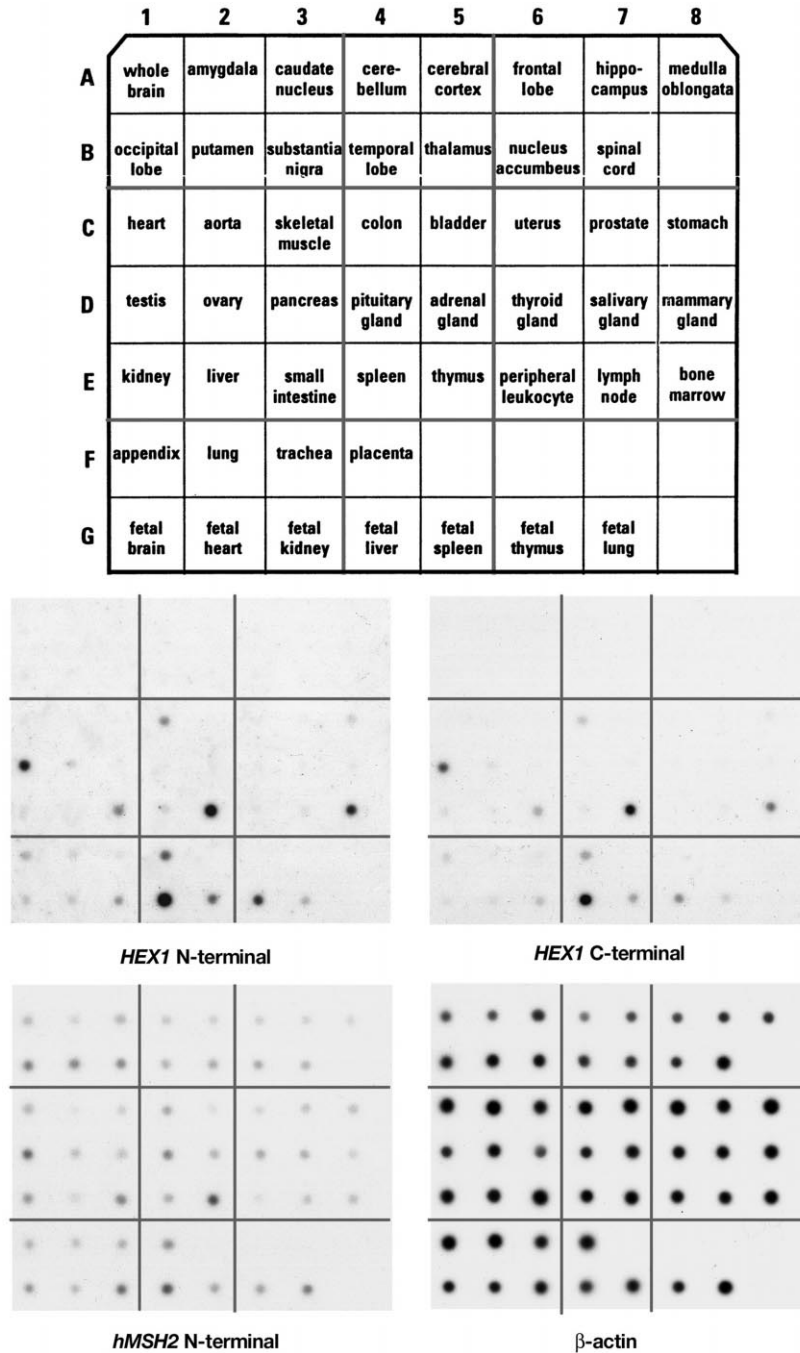 1 2 3 4 5 6 7 8
A whole amygdala caudate cere- cerebral frontal hippo- medulla
brain nucleus bellum cortex lobe campus oblongata
B occipital putamen substantia temporal thalamus nucleus spinal
lobe nigra lobe accumbeus cord
C heart aorta skeletal colon bladder uterus prostate stomach
muscle
D testis ovary pancreas pituitary adrenal thyroid salivary mammary
gland gland gland gland gland
E kidney liver small spleen thymus peripheral lymph bone
intestine leukocyte node marrow
F appendix lung trachea placenta
G fetal fetal fetal fetal fetal fetal fetal
brain heart kidney liver spleen thymus lung
HEX1 N-terminal HEX1 C-terminal
hMSH2 N-terminal β-actin